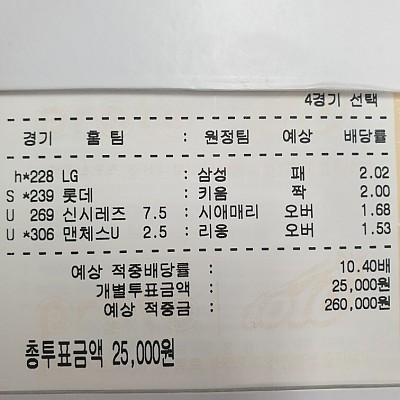 4경기 선택
경기 홀 팀 : 원정팀 예상 배당률
h*228 LG : 삼성 패 2.02
S *239 롯데 : 키움 짝 2.00
U 269 신시레즈 7.5 : 시애매리 오버 1.68
U *306 맨체스U 2.5 : 리옹 오버 1.53
예상 적중배당률 : 10.40배
개별투표금액 : 25,000원
예상 적중금 : 260,000원
총투표금액 25,000원